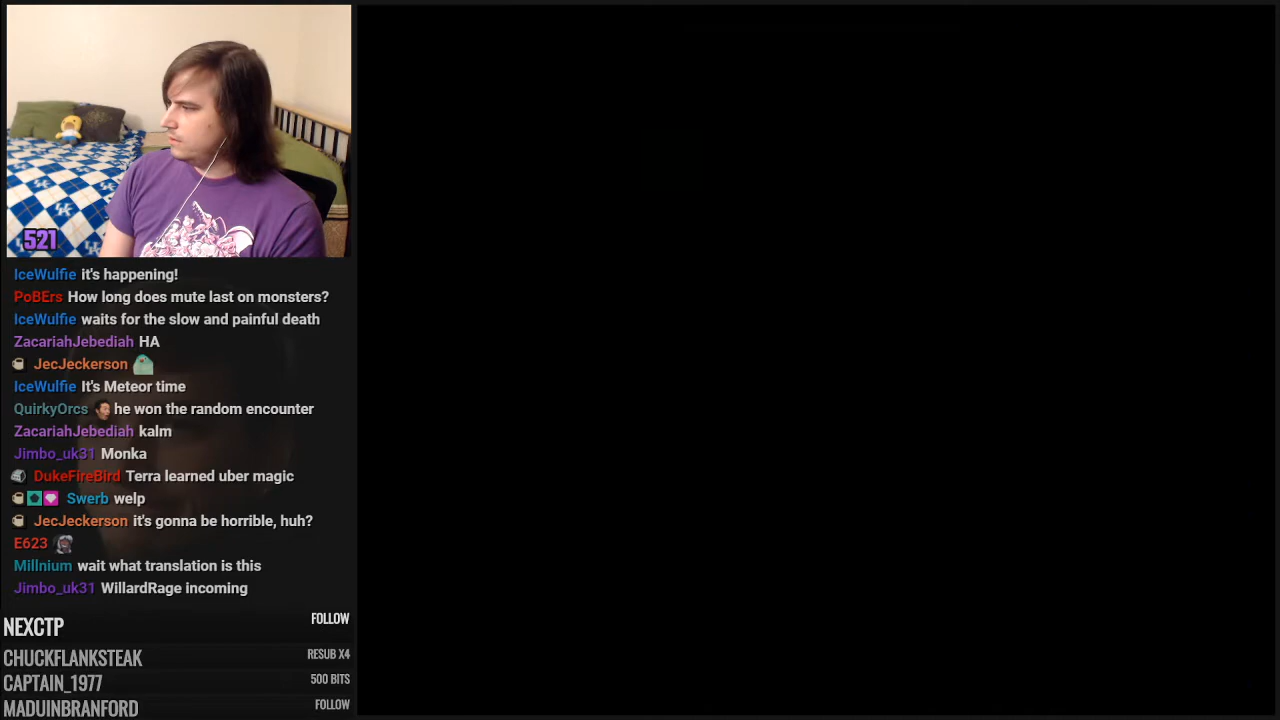 521
IceWulfie it's happening!
PoBErs How long does mute last on monsters?
IceWulfie waits for the slow and painful death
ZacariahJebediah HA
JecJeckerson
IceWulfie It's Meteor time
QuirkyOrcs he won the random encounter
ZacariahJebediah kalm
Jimbo_uk31 Monka
DukeFireBird Terra learned uber magic
Swerb welp
JecJeckerson it's gonna be horrible, huh?
E623
Millnium wait what translation is this
Jimbo_uk31 WillardRage incoming
NEXCTP FOLLOW
CHUCKFLANKSTEAK RESUB X4
CAPTAIN_1977 500 BITS
MADUINBRANFORD FOLLOW